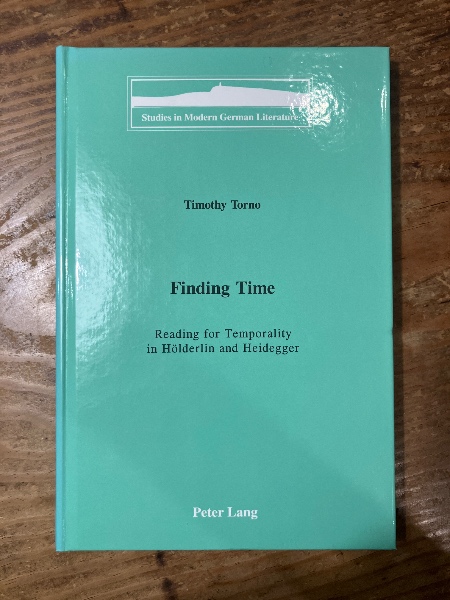 Studies in Modern German Literature
Timothy Torno
Finding Time
Reading for Temporality
in Hölderlin and Heidegger
Peter Lang